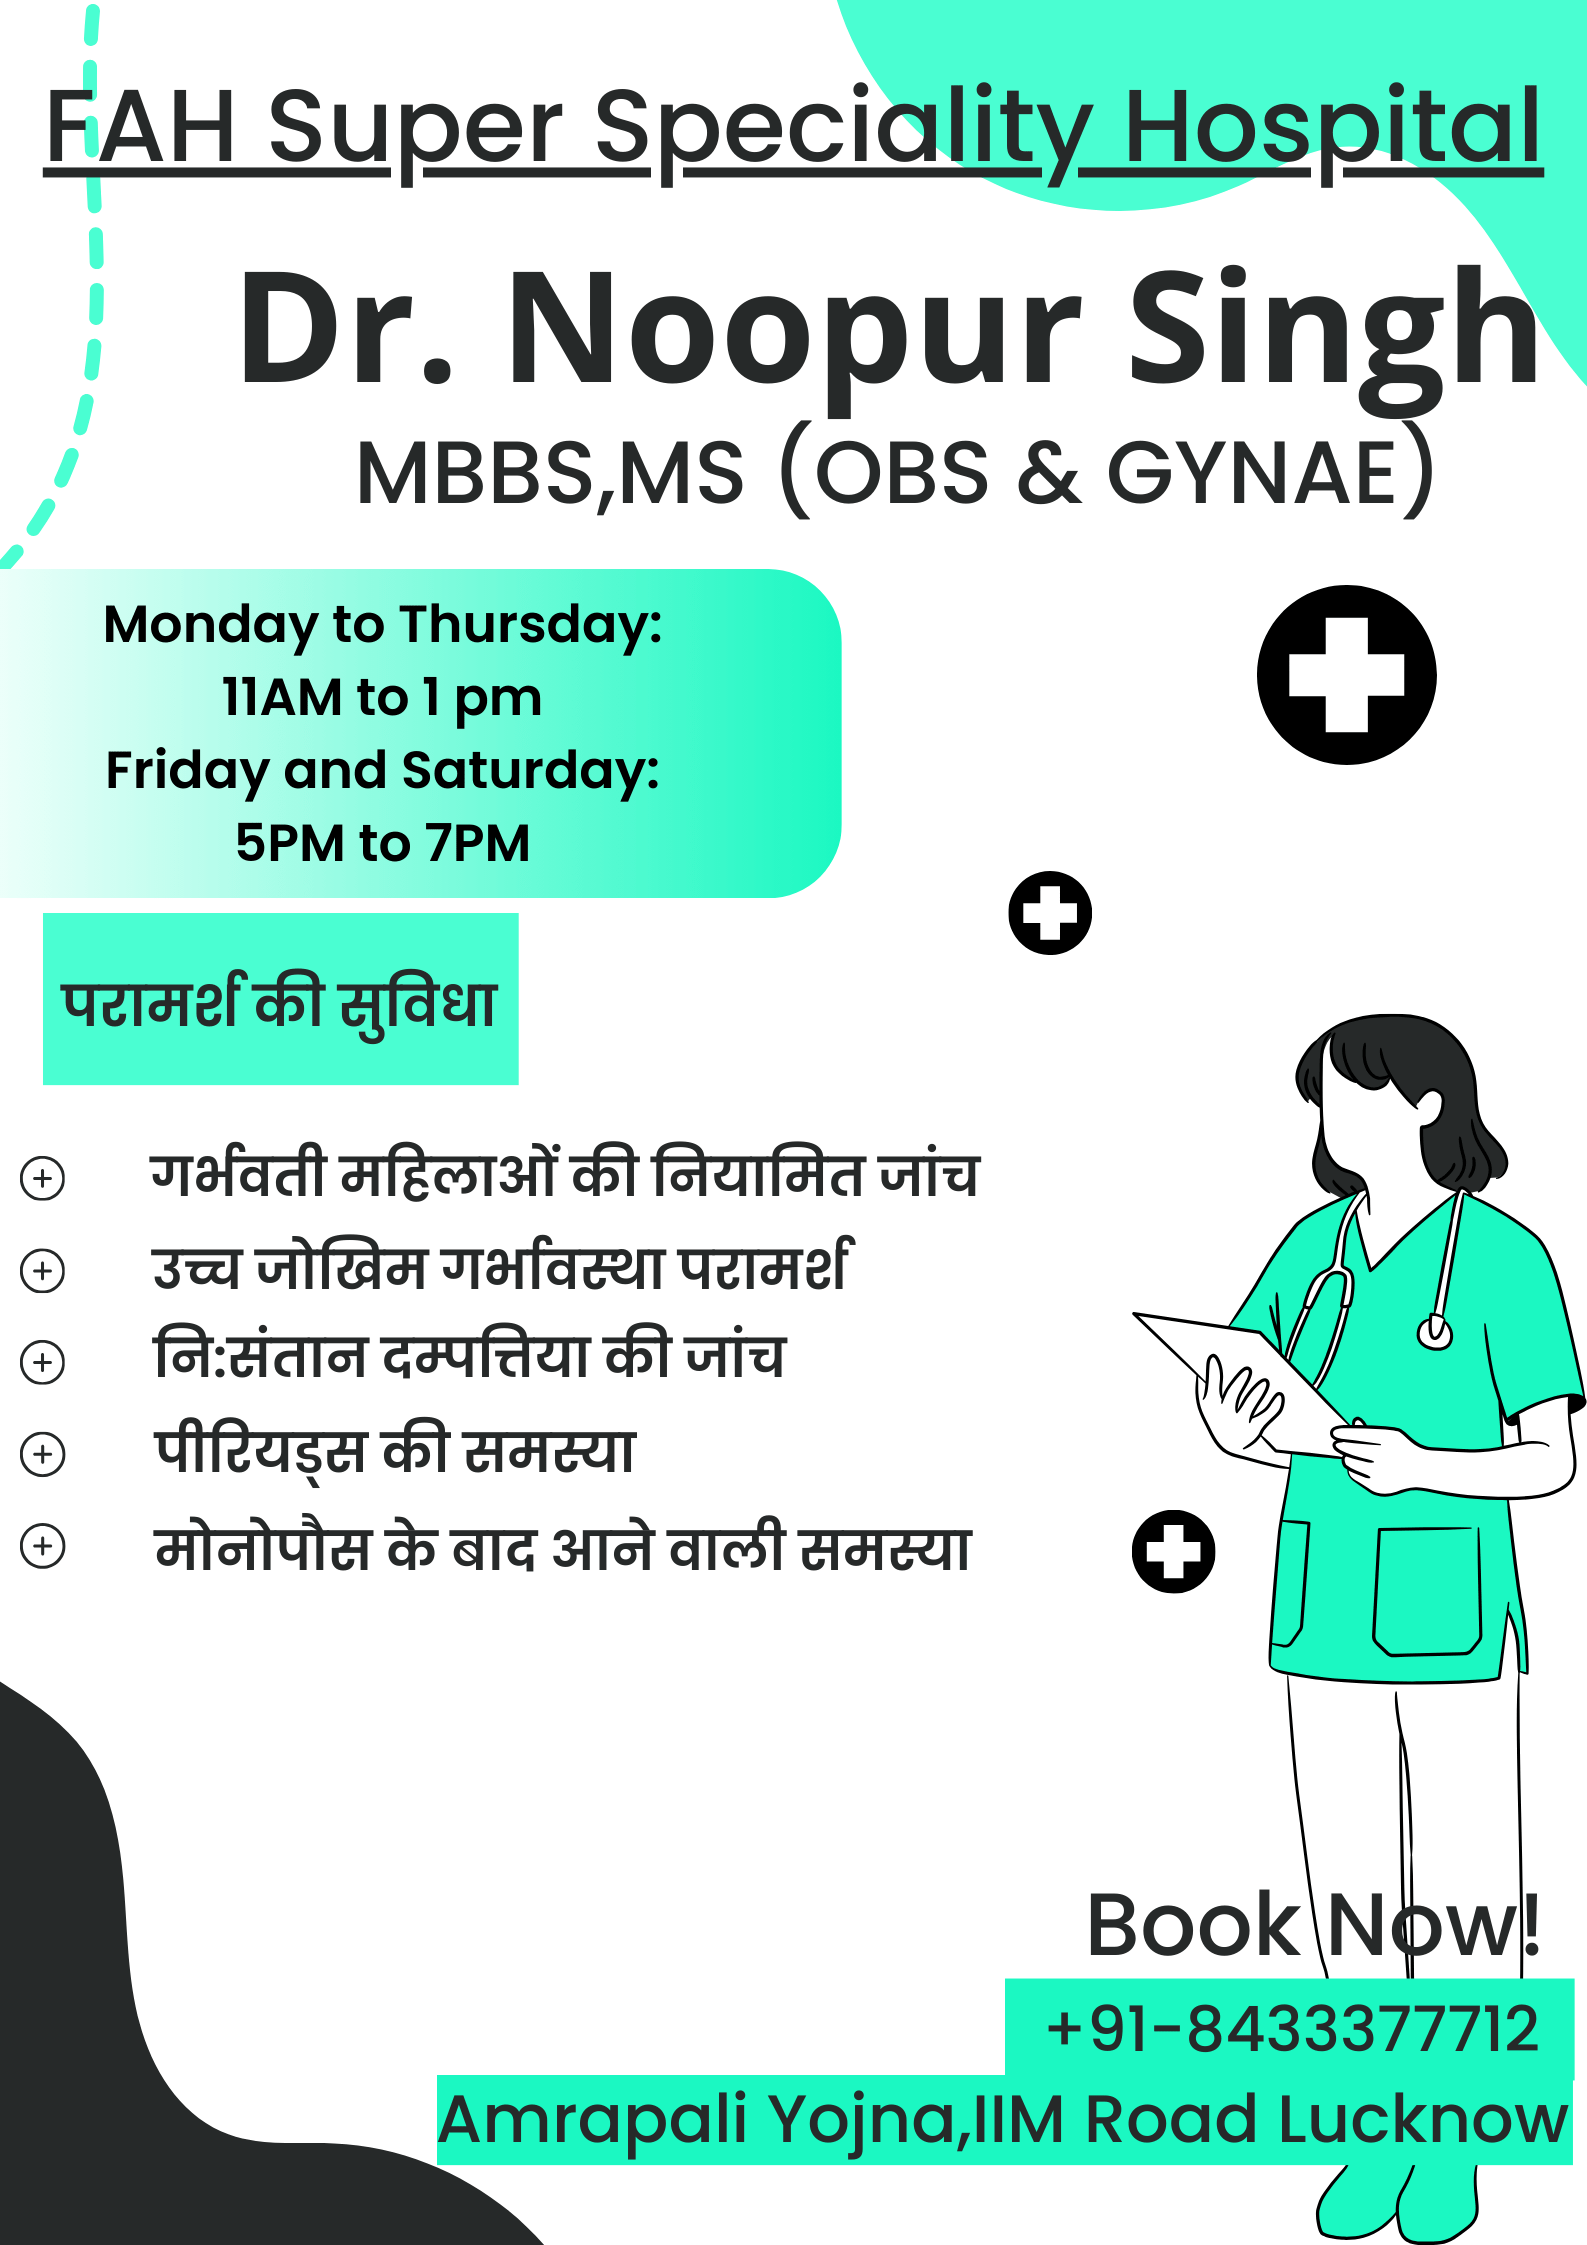 FAH Super Speciality Hospital
Dr. Noopur Singh
MBBS,MS (OBS & GYNAE)
Monday to Thursday:
11AM to 1 pm
Friday and Saturday:
5PM to 7PM
परामर्श की सुविधा
गर्भवती महिलाओं की नियामित जांच
उच्च जोखिम गर्भावस्था परामर्श
नि:संतान दम्पत्तिया की जांच
पीरियड्स की समस्या
मोनोपौस के बाद आने वाली समस्या
Book Now!
+91-8433377712
Amrapali Yojna,IIM Road Lucknow